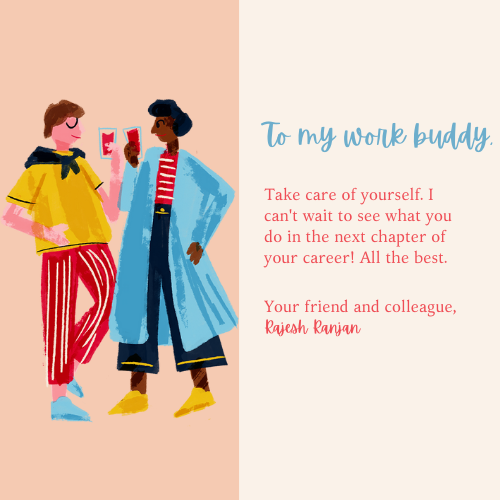 To my work buddy,
Take care of yourself. I
can't wait to see what you
do in the next chapter of
your career! All the best.
Your friend and colleague,
Rajesh Ranjan